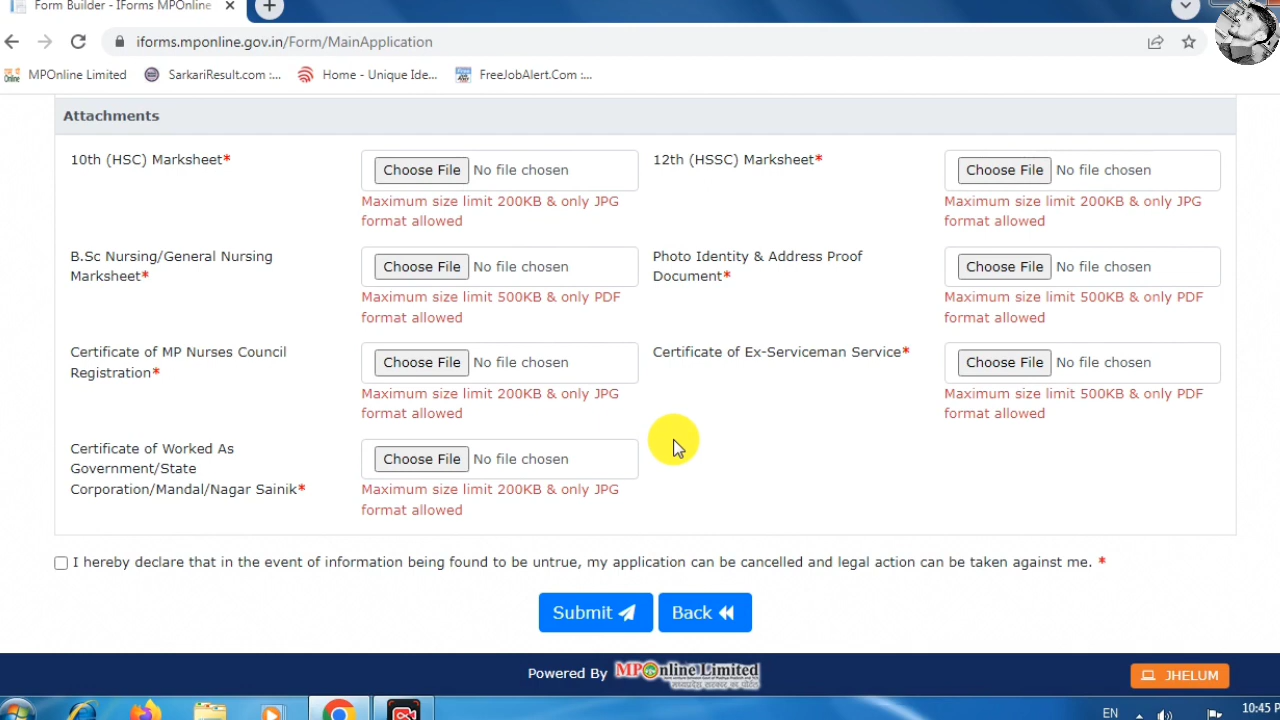 Form Builder - IForms MPOnline
iforms.mponline.gov.in/Form/MainApplication
MPOnline Limited
SarkariResult.com :...
Home - Unique Ide...
FreeJobAlert.Com :...
Attachments
10th (HSC) Marksheet*
Choose File No file chosen
Maximum size limit 200KB & only JPG
format allowed
12th (HSSC) Marksheet*
Choose File No file chosen
Maximum size limit 200KB & only JPG
format allowed
B.Sc Nursing/General Nursing
Marksheet*
Choose File No file chosen
Maximum size limit 500KB & only PDF
format allowed
Photo Identity & Address Proof
Document*
Choose File No file chosen
Maximum size limit 500KB & only PDF
format allowed
Certificate of MP Nurses Council
Registration*
Choose File No file chosen
Maximum size limit 200KB & only JPG
format allowed
Certificate of Ex-Serviceman Service*
Choose File No file chosen
Maximum size limit 500KB & only PDF
format allowed
Certificate of Worked As
Government/State
Corporation/Mandal/Nagar Sainik*
Choose File No file chosen
Maximum size limit 200KB & only JPG
format allowed
I hereby declare that in the event of information being found to be untrue, my application can be cancelled and legal action can be taken against me. *
Submit
Back
Powered By MPOnline Limited
JHELUM
EN
10:45 P